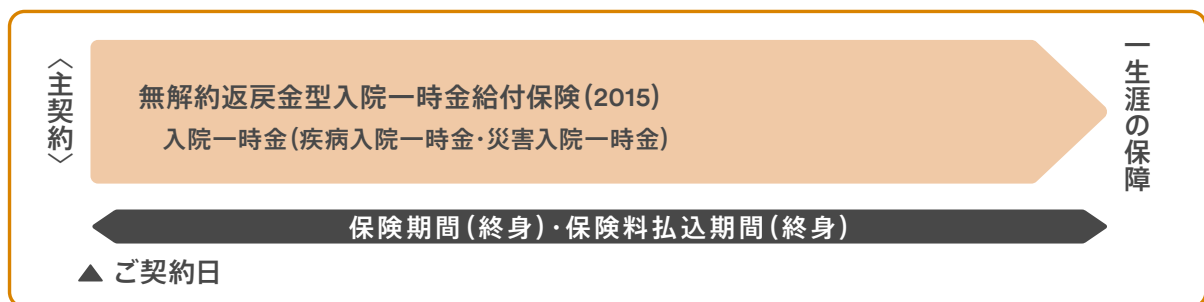 〈主契約〉
無解約返戻金型入院一時金給付保険(2015)
入院一時金(疾病入院一時金・災害入院一時金)
一生涯の保障
保険期間(終身)・保険料払込期間(終身)
▲ ご契約日